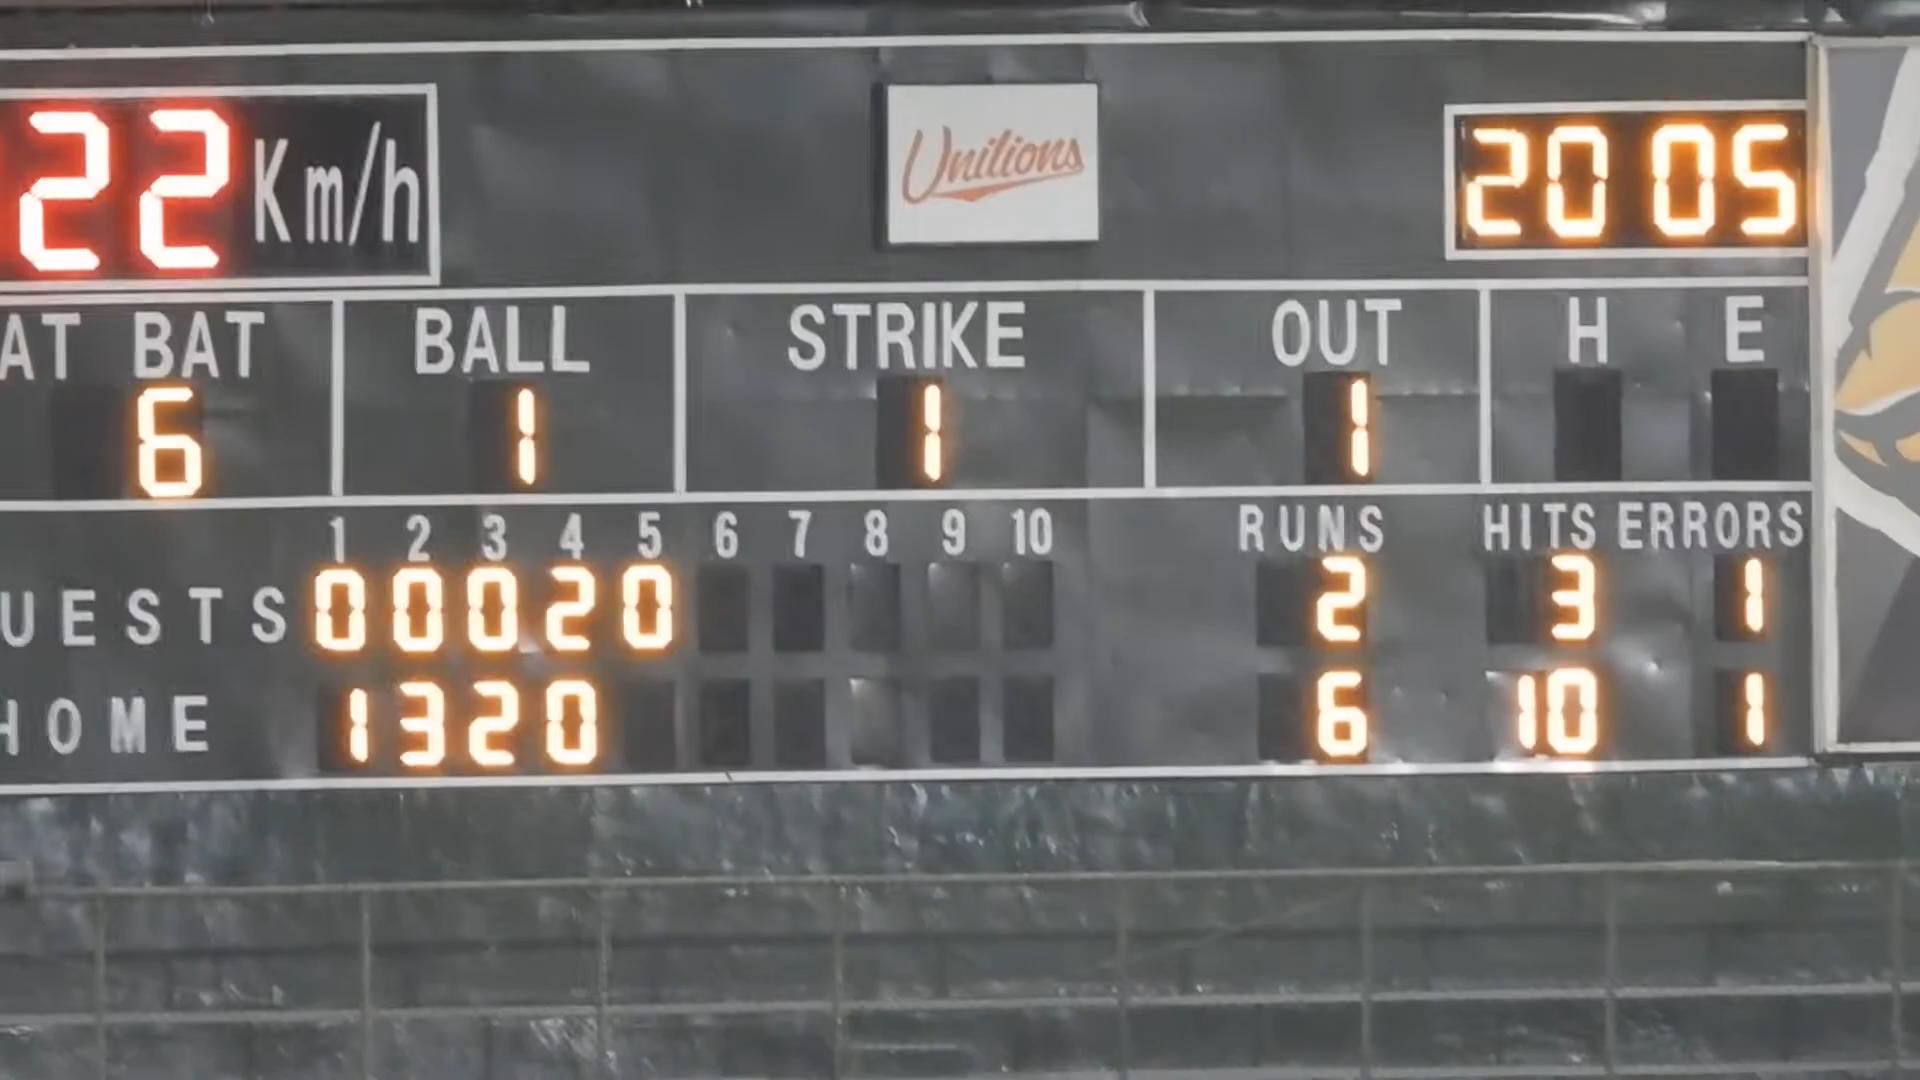 22 Km/h
Unitions
20 05
AT BAT BALL STRIKE OUT H E
6 1 1 1
1 2 3 4 5 6 7 8 9 10 RUNS HITS ERRORS
UESTS 0 0 0 2 0 2 3 1
HOME 1 3 2 0 6 10 1